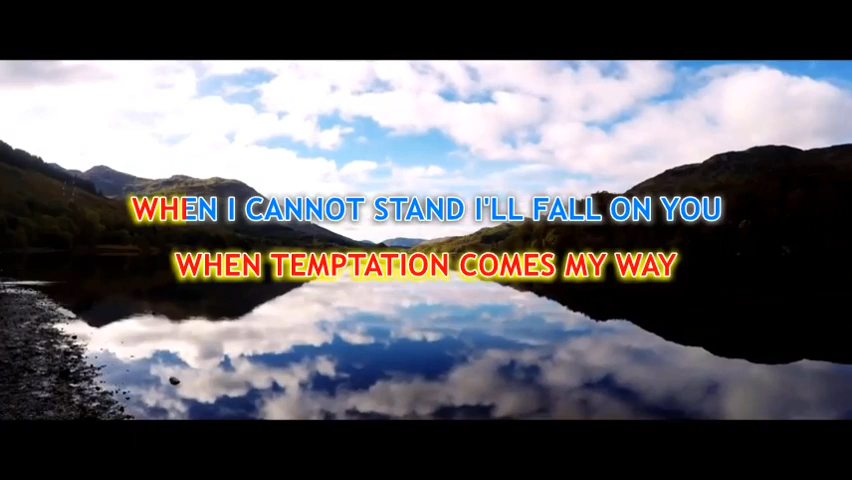 WHEN I CANNOT STAND I'LL FALL ON YOU
WHEN TEMPTATION COMES MY WAY